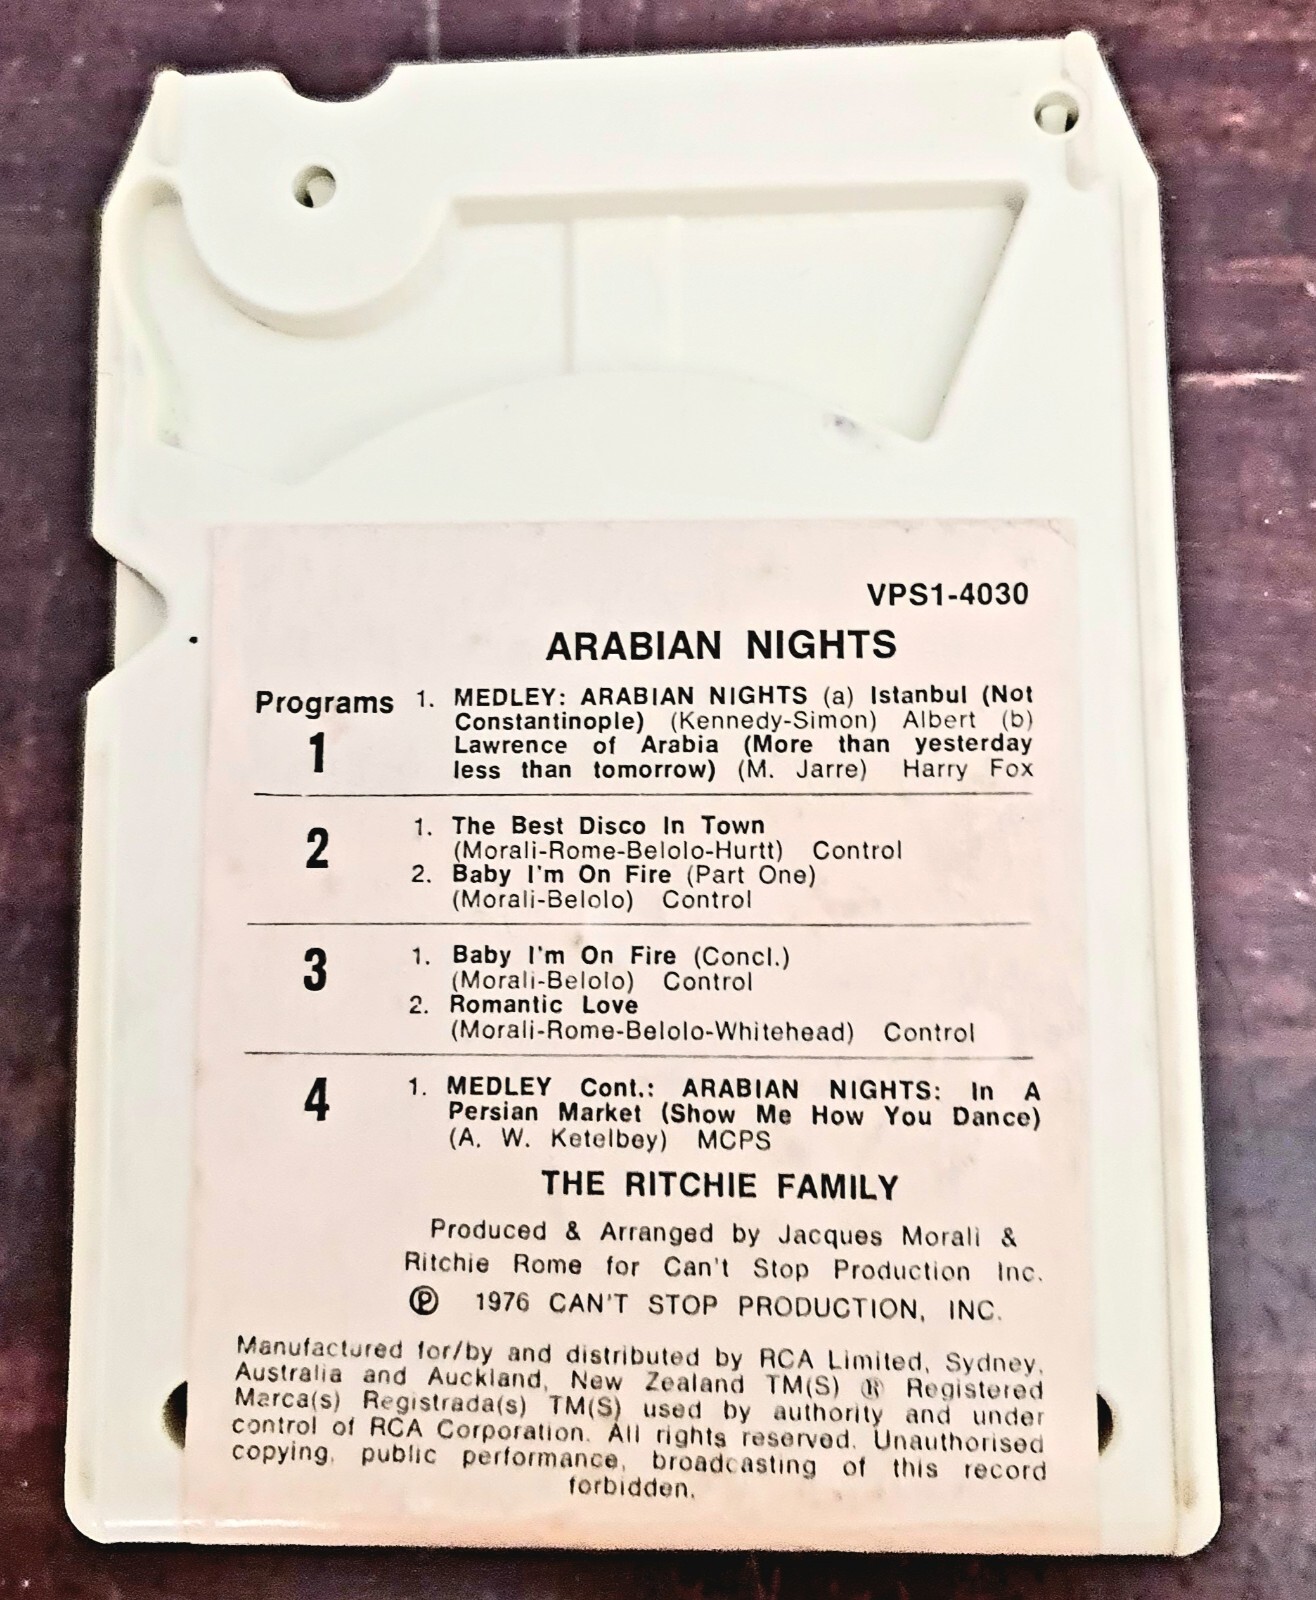 VPS1-4030
ARABIAN NIGHTS
Programs 1. MEDLEY: ARABIAN NIGHTS (a) Istanbul (Not
Constantinople) (Kennedy-Simon) Albert (b)
1 Lawrence of Arabia (More than yesterday
less than tomorrow) (M. Jarre) Harry Fox
2 1. The Best Disco In Town
(Morali-Rome-Belolo-Hurtt) Control
2. Baby I'm On Fire (Part One)
(Morali-Belolo) Control
3 1. Baby I'm On Fire (Concl.)
(Morali-Belolo) Control
2. Romantic Love
(Morali-Rome-Belolo-Whitehead) Control
4 1. MEDLEY Cont.: ARABIAN NIGHTS: In A
Persian Market (Show Me How You Dance)
(A. W. Ketelbey) MCPS
THE RITCHIE FAMILY
Produced & Arranged by Jacques Morali &
Ritchie Rome for Can't Stop Production Inc.
℗ 1976 CAN'T STOP PRODUCTION, INC.
Manufactured for/by and distributed by RCA Limited, Sydney,
Australia and Auckland, New Zealand TM(S) ® Registered
Marca(s) Registrada(s) TM(S) used by authority and under
control of RCA Corporation. All rights reserved. Unauthorised
copying, public performance, broadcasting of this record
forbidden.